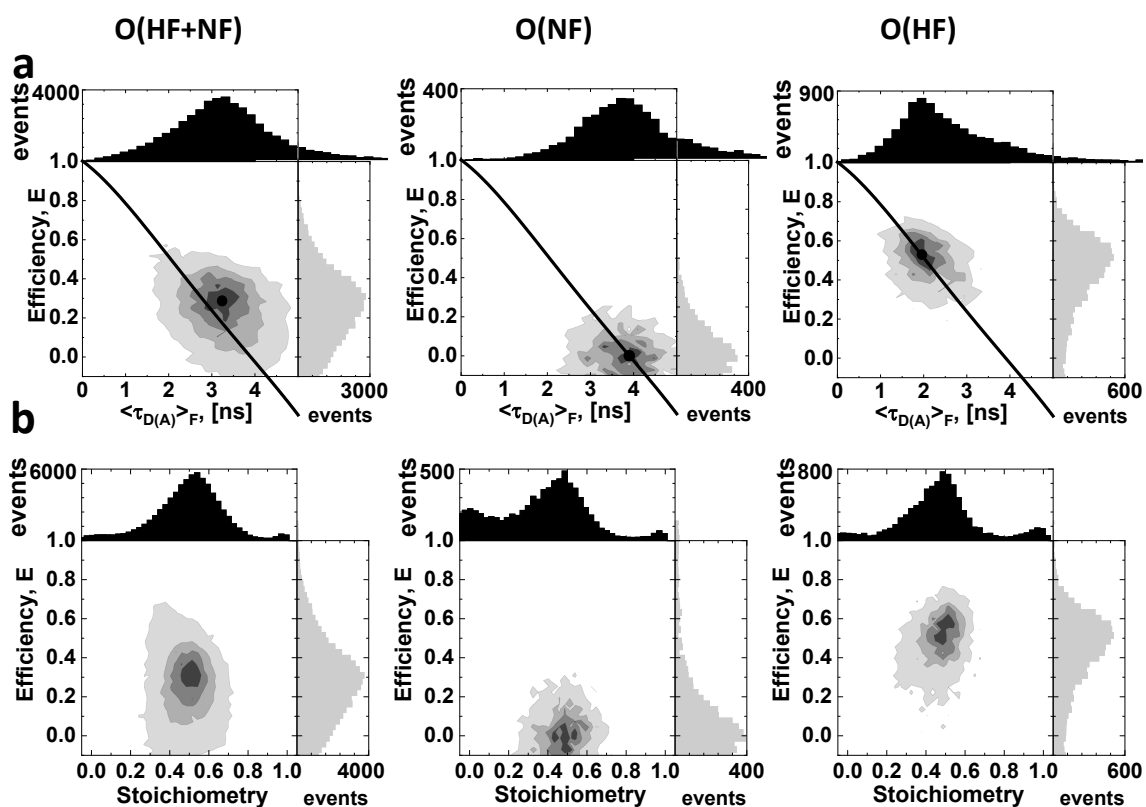 O(HF+NF)
O(NF)
O(HF)
a
4000
events
1.0
0.8
0.6
0.4
0.2
0.0
Efficiency, E
0 1 2 3 4 3000
<τD(A)>F, [ns]
events
400
events
1.0
0.8
0.6
0.4
0.2
0.0
Efficiency, E
0 1 2 3 4 400
<τD(A)>F, [ns]
events
900
events
1.0
0.8
0.6
0.4
0.2
0.0
Efficiency, E
0 1 2 3 4 600
<τD(A)>F, [ns]
events
b
6000
events
1.0
0.8
0.6
0.4
0.2
0.0
Efficiency, E
0.0 0.2 0.4 0.6 0.8 1.0 4000
Stoichiometry events
500
events
1.0
0.8
0.6
0.4
0.2
0.0
Efficiency, E
0.0 0.2 0.4 0.6 0.8 1.0 400
Stoichiometry events
800
events
1.0
0.8
0.6
0.4
0.2
0.0
Efficiency, E
0.0 0.2 0.4 0.6 0.8 1.0 600
Stoichiometry events